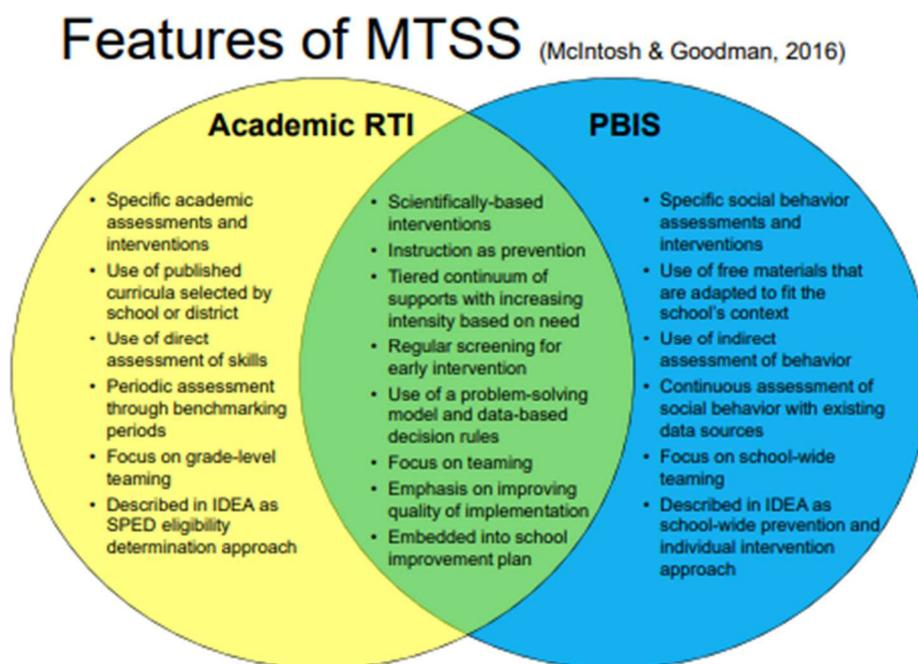 Features of MTSS (McIntosh & Goodman, 2016)
Academic RTI
• Specific academic
assessments and
interventions
• Use of published
curricula selected by
school or district
• Use of direct
assessment of skills
• Periodic assessment
through benchmarking
periods
• Focus on grade-level
teaming
• Described in IDEA as
SPED eligibility
determination approach
• Scientifically-based
interventions
• Instruction as prevention
• Tiered continuum of
supports with increasing
intensity based on need
• Regular screening for
early intervention
• Use of a problem-solving
model and data-based
decision rules
• Focus on teaming
• Emphasis on improving
quality of implementation
• Embedded into school
improvement plan
PBIS
• Specific social behavior
assessments and
interventions
• Use of free materials that
are adapted to fit the
school's context
• Use of indirect
assessment of behavior
• Continuous assessment of
social behavior with existing
data sources
• Focus on school-wide
teaming
• Described in IDEA as
school-wide prevention and
individual intervention
approach